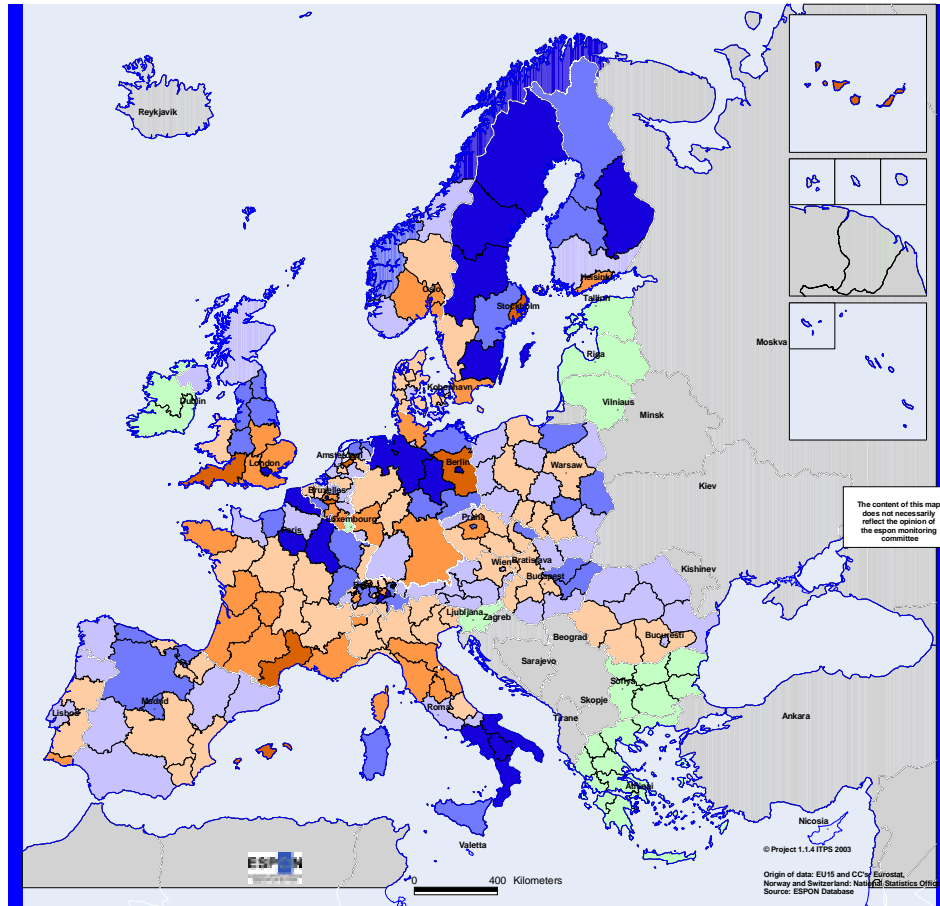 Reykjavik
Oslo
Helsinki
Tallinn
Stockholm
Moskva
Riga
København
Dublin
Vilniaus
Minsk
Amsterdam
Berlin
London
Warsaw
Bruxelles
Kiev
Luxembourg
Praha
Paris
The content of this map
does not necessarily
reflect the opinion of
the espon monitoring
committee
Wien
Bratislava
Budapest
Kishinev
Ljubljana
Zagreb
Beograd
Bucuresti
Sarajevo
Sofiya
Skopje
Roma
Madrid
Lisboa
Tirane
Ankara
Athinai
Nicosia
Valetta
© Project 1.1.4 ITPS 2003
ESPON
0 400 Kilometers
Origin of data: EU15 and CC's: Eurostat,
Norway and Switzerland: National Statistics Offic
Source: ESPON Database